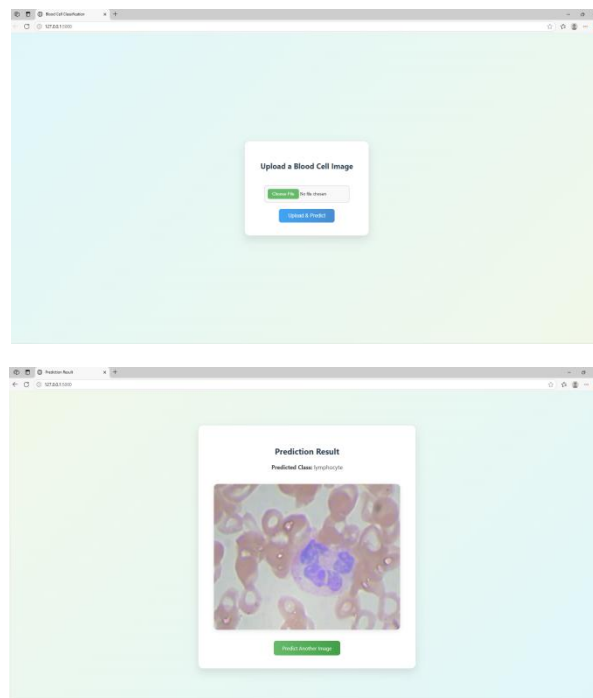 Blood Cell Classification
127.0.0.1:5000
Upload a Blood Cell Image
Choose File No file chosen
Upload & Predict
Prediction Result
127.0.0.1:5000
Prediction Result
Predicted Class: lymphocyte
Predict Another Image